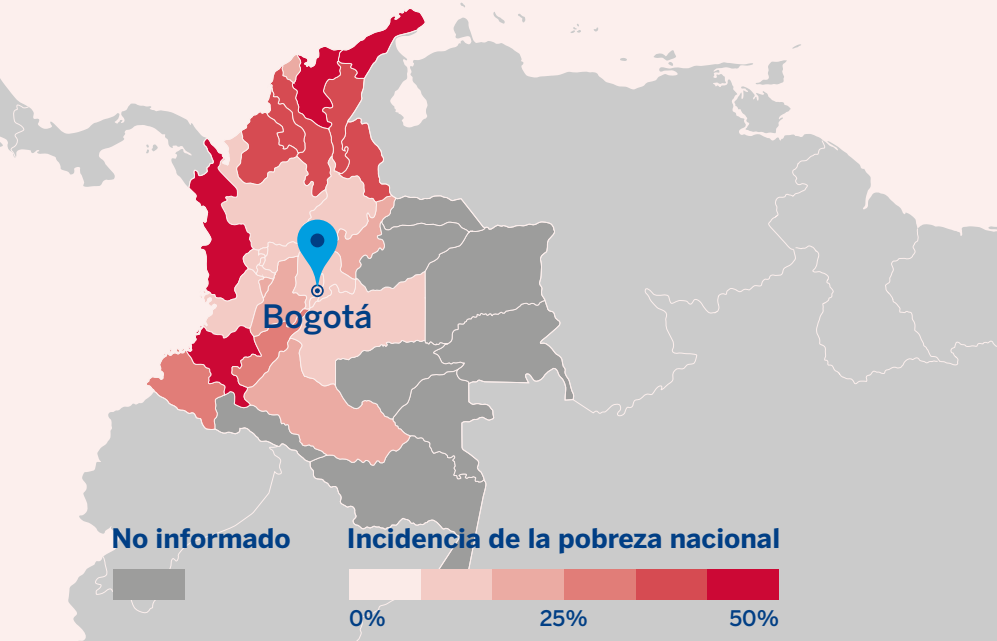 Bogotá
No informado
Incidencia de la pobreza nacional
0%
25%
50%